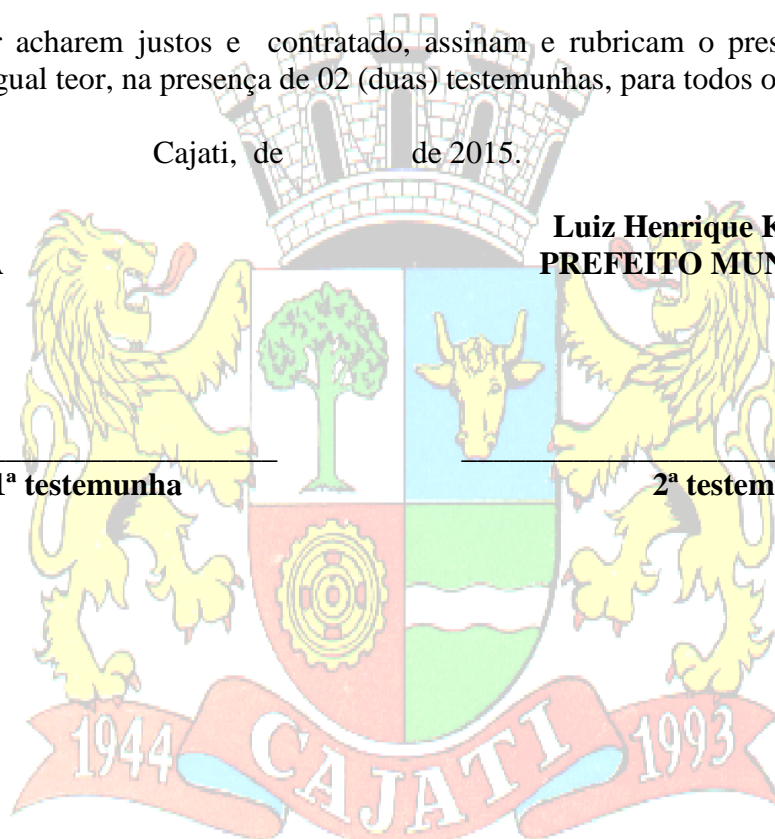 r acharem justos e contratado, assinam e rubricam o pres
gual teor, na presença de 02 (duas) testemunhas, para todos o
Cajati, de de 2015.
Luiz Henrique K
A PREFEITO MUN
1ª testemunha 2ª testem
1944 CAJATI 1993